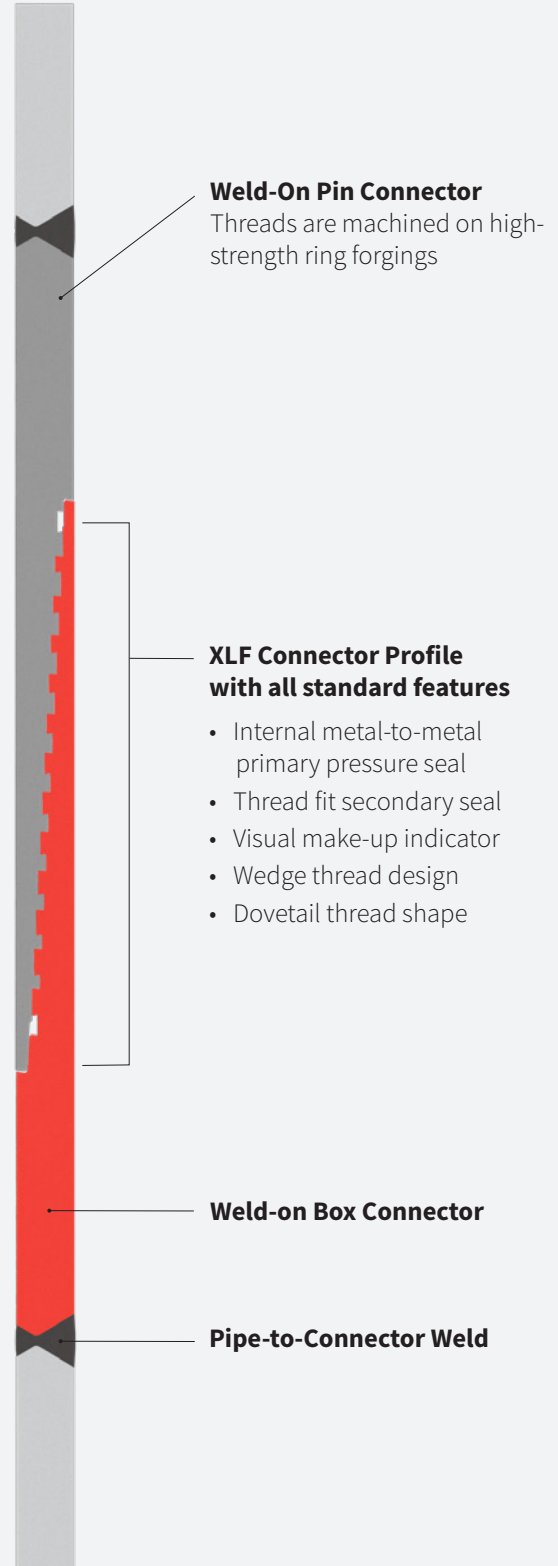 Weld-On Pin Connector
Threads are machined on high-
strength ring forgings
XLF Connector Profile
with all standard features
• Internal metal-to-metal
primary pressure seal
• Thread fit secondary seal
• Visual make-up indicator
• Wedge thread design
• Dovetail thread shape
Weld-on Box Connector
Pipe-to-Connector Weld